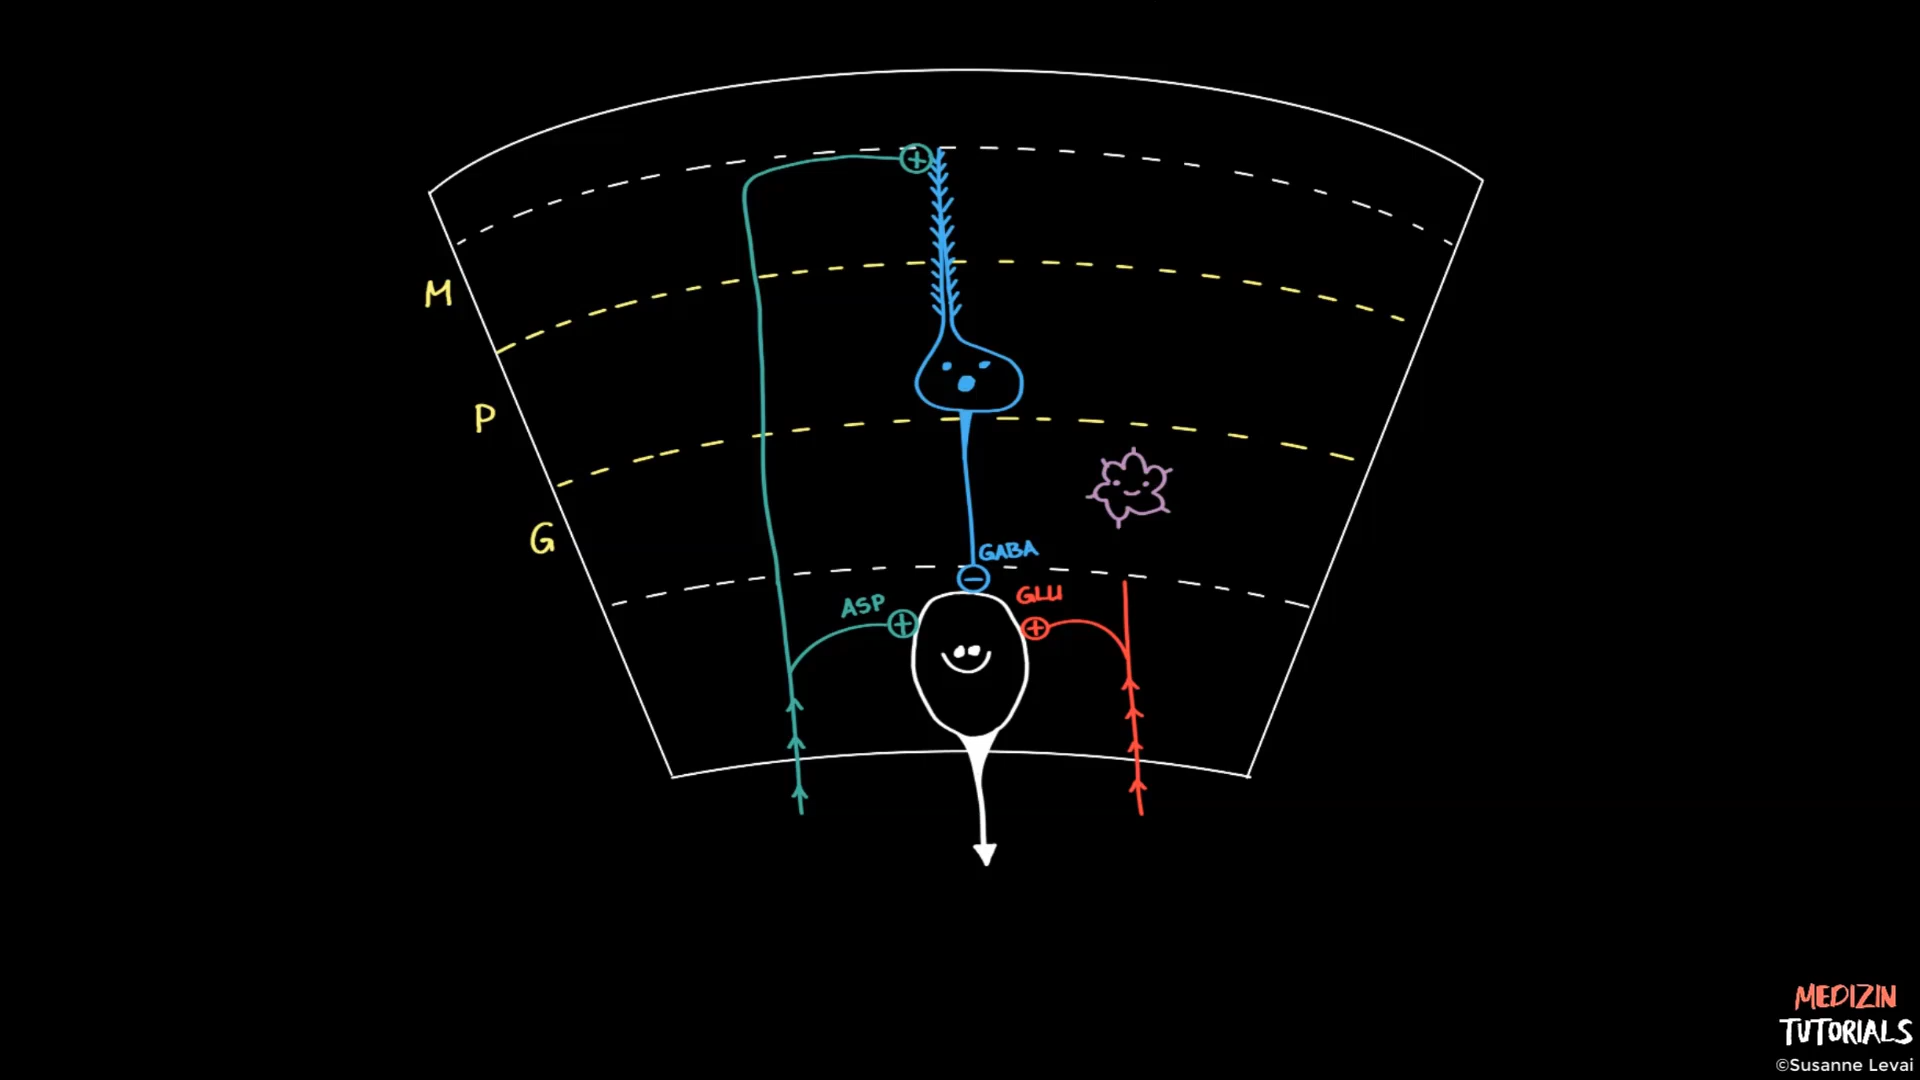 M
P
G
GABA
ASP
GLU
MEDIZIN
TUTORIALS
©Susanne Levai